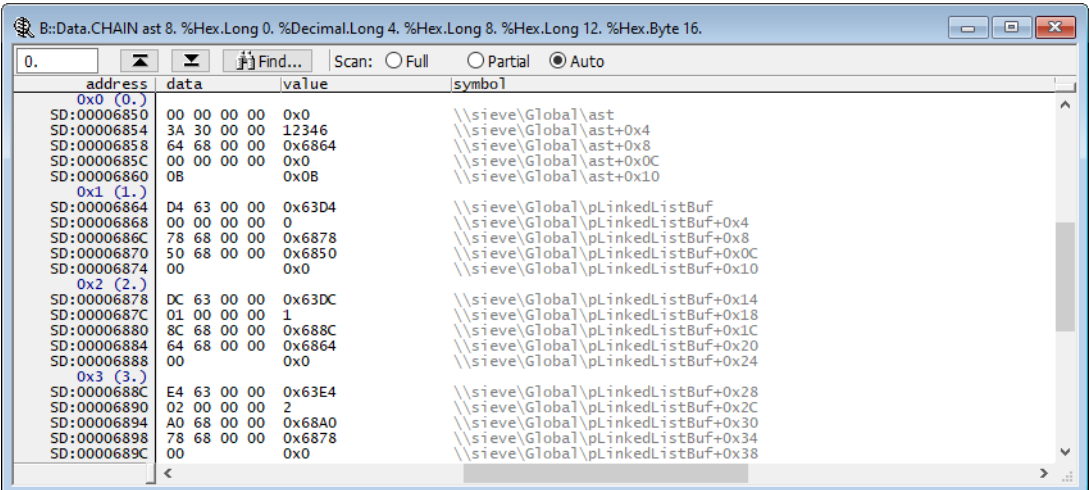 B::Data.CHAIN ast 8. %Hex.Long 0. %Decimal.Long 4. %Hex.Long 8. %Hex.Long 12. %Hex.Byte 16.
0. Find... Scan: Full Partial Auto
address data value symbol
0x0 (0.)
SD:00006850 00 00 00 00 0x0 \\sieve\Global\ast
SD:00006854 3A 30 00 00 12346 \\sieve\Global\ast+0x4
SD:00006858 64 68 00 00 0x6864 \\sieve\Global\ast+0x8
SD:0000685C 00 00 00 00 0x0 \\sieve\Global\ast+0x0C
SD:00006860 0B 0x0B \\sieve\Global\ast+0x10
0x1 (1.)
SD:00006864 D4 63 00 00 0x63D4 \\sieve\Global\pLinkedListBuf
SD:00006868 00 00 00 00 0 \\sieve\Global\pLinkedListBuf+0x4
SD:0000686C 78 68 00 00 0x6878 \\sieve\Global\pLinkedListBuf+0x8
SD:00006870 50 68 00 00 0x6850 \\sieve\Global\pLinkedListBuf+0x0C
SD:00006874 00 0x0 \\sieve\Global\pLinkedListBuf+0x10
0x2 (2.)
SD:00006878 DC 63 00 00 0x63DC \\sieve\Global\pLinkedListBuf+0x14
SD:0000687C 01 00 00 00 1 \\sieve\Global\pLinkedListBuf+0x18
SD:00006880 8C 68 00 00 0x688C \\sieve\Global\pLinkedListBuf+0x1C
SD:00006884 64 68 00 00 0x6864 \\sieve\Global\pLinkedListBuf+0x20
SD:00006888 00 0x0 \\sieve\Global\pLinkedListBuf+0x24
0x3 (3.)
SD:0000688C E4 63 00 00 0x63E4 \\sieve\Global\pLinkedListBuf+0x28
SD:00006890 02 00 00 00 2 \\sieve\Global\pLinkedListBuf+0x2C
SD:00006894 A0 68 00 00 0x68A0 \\sieve\Global\pLinkedListBuf+0x30
SD:00006898 78 68 00 00 0x6878 \\sieve\Global\pLinkedListBuf+0x34
SD:0000689C 00 0x0 \\sieve\Global\pLinkedListBuf+0x38